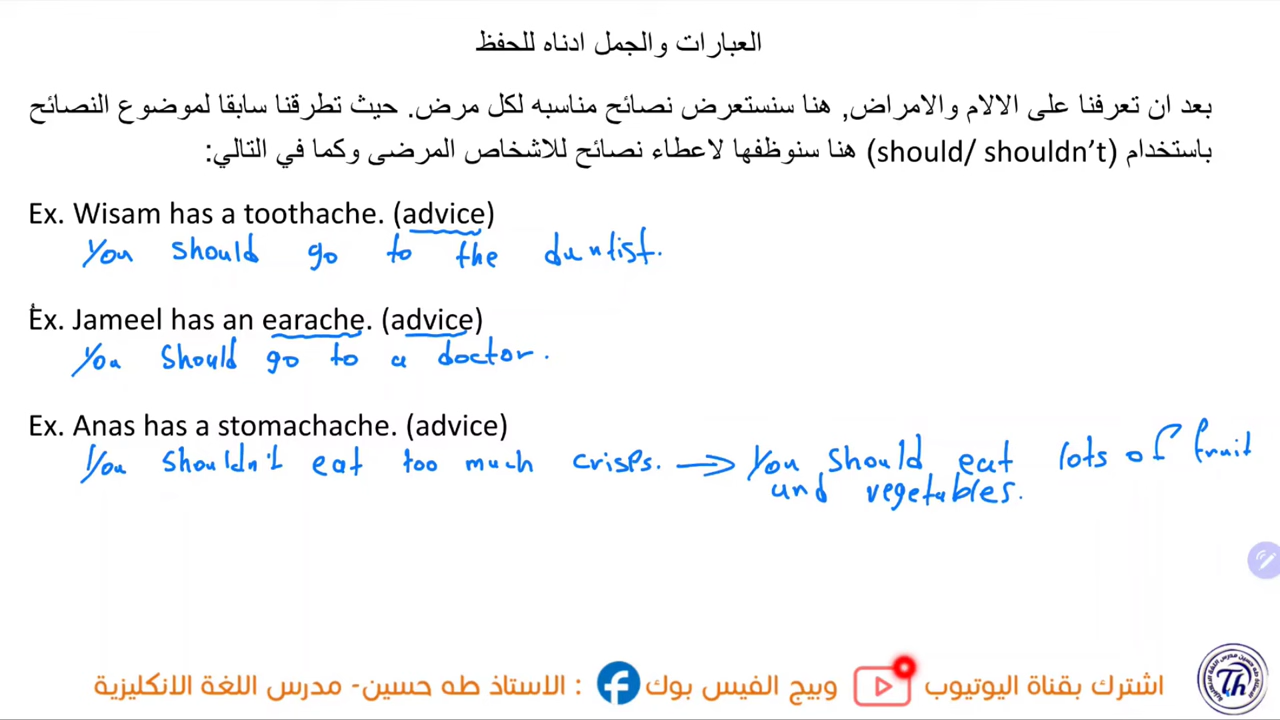 العبارات والجمل ادناه للحفظ
بعد ان تعرفنا على الالام والامراض, هنا سنستعرض نصائح مناسبه لكل مرض. حيث تطرقنا سابقا لموضوع النصائح
باستخدام (should/ shouldn't) هنا سنوظفها لاعطاء نصائح للاشخاص المرضى وكما في التالي:
Ex. Wisam has a toothache. (advice)
You should go to the dentist.
Ex. Jameel has an earache. (advice)
You should go to a doctor.
Ex. Anas has a stomachache. (advice)
You shouldn't eat too much crisps. → You should eat lots of fruit
and vegetables.
اشترك بقناة اليوتيوب وبيج الفيس بوك : الاستاذ طه حسين- مدرس اللغة الانكليزية
Th